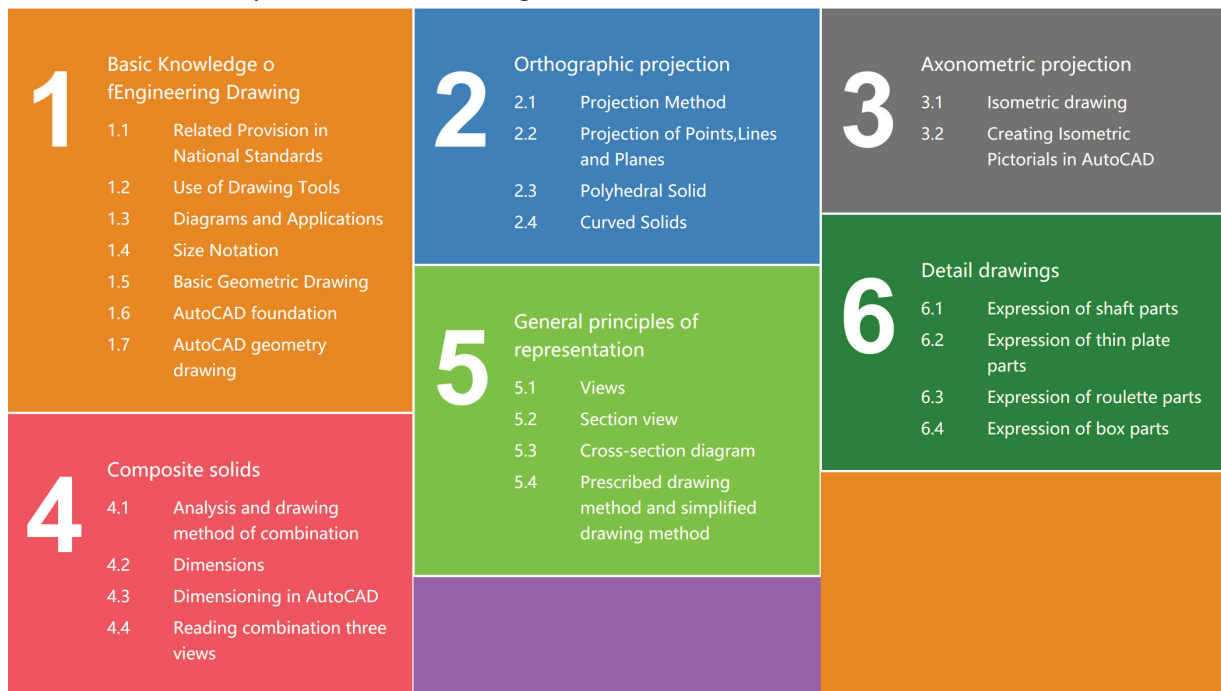 1
Basic Knowledge o
fEngineering Drawing
1.1 Related Provision in
National Standards
1.2 Use of Drawing Tools
1.3 Diagrams and Applications
1.4 Size Notation
1.5 Basic Geometric Drawing
1.6 AutoCAD foundation
1.7 AutoCAD geometry
drawing
2
Orthographic projection
2.1 Projection Method
2.2 Projection of Points,Lines
and Planes
2.3 Polyhedral Solid
2.4 Curved Solids
3
Axonometric projection
3.1 Isometric drawing
3.2 Creating Isometric
Pictorials in AutoCAD
4
Composite solids
4.1 Analysis and drawing
method of combination
4.2 Dimensions
4.3 Dimensioning in AutoCAD
4.4 Reading combination three
views
5
General principles of
representation
5.1 Views
5.2 Section view
5.3 Cross-section diagram
5.4 Prescribed drawing
method and simplified
drawing method
6
Detail drawings
6.1 Expression of shaft parts
6.2 Expression of thin plate
parts
6.3 Expression of roulette parts
6.4 Expression of box parts